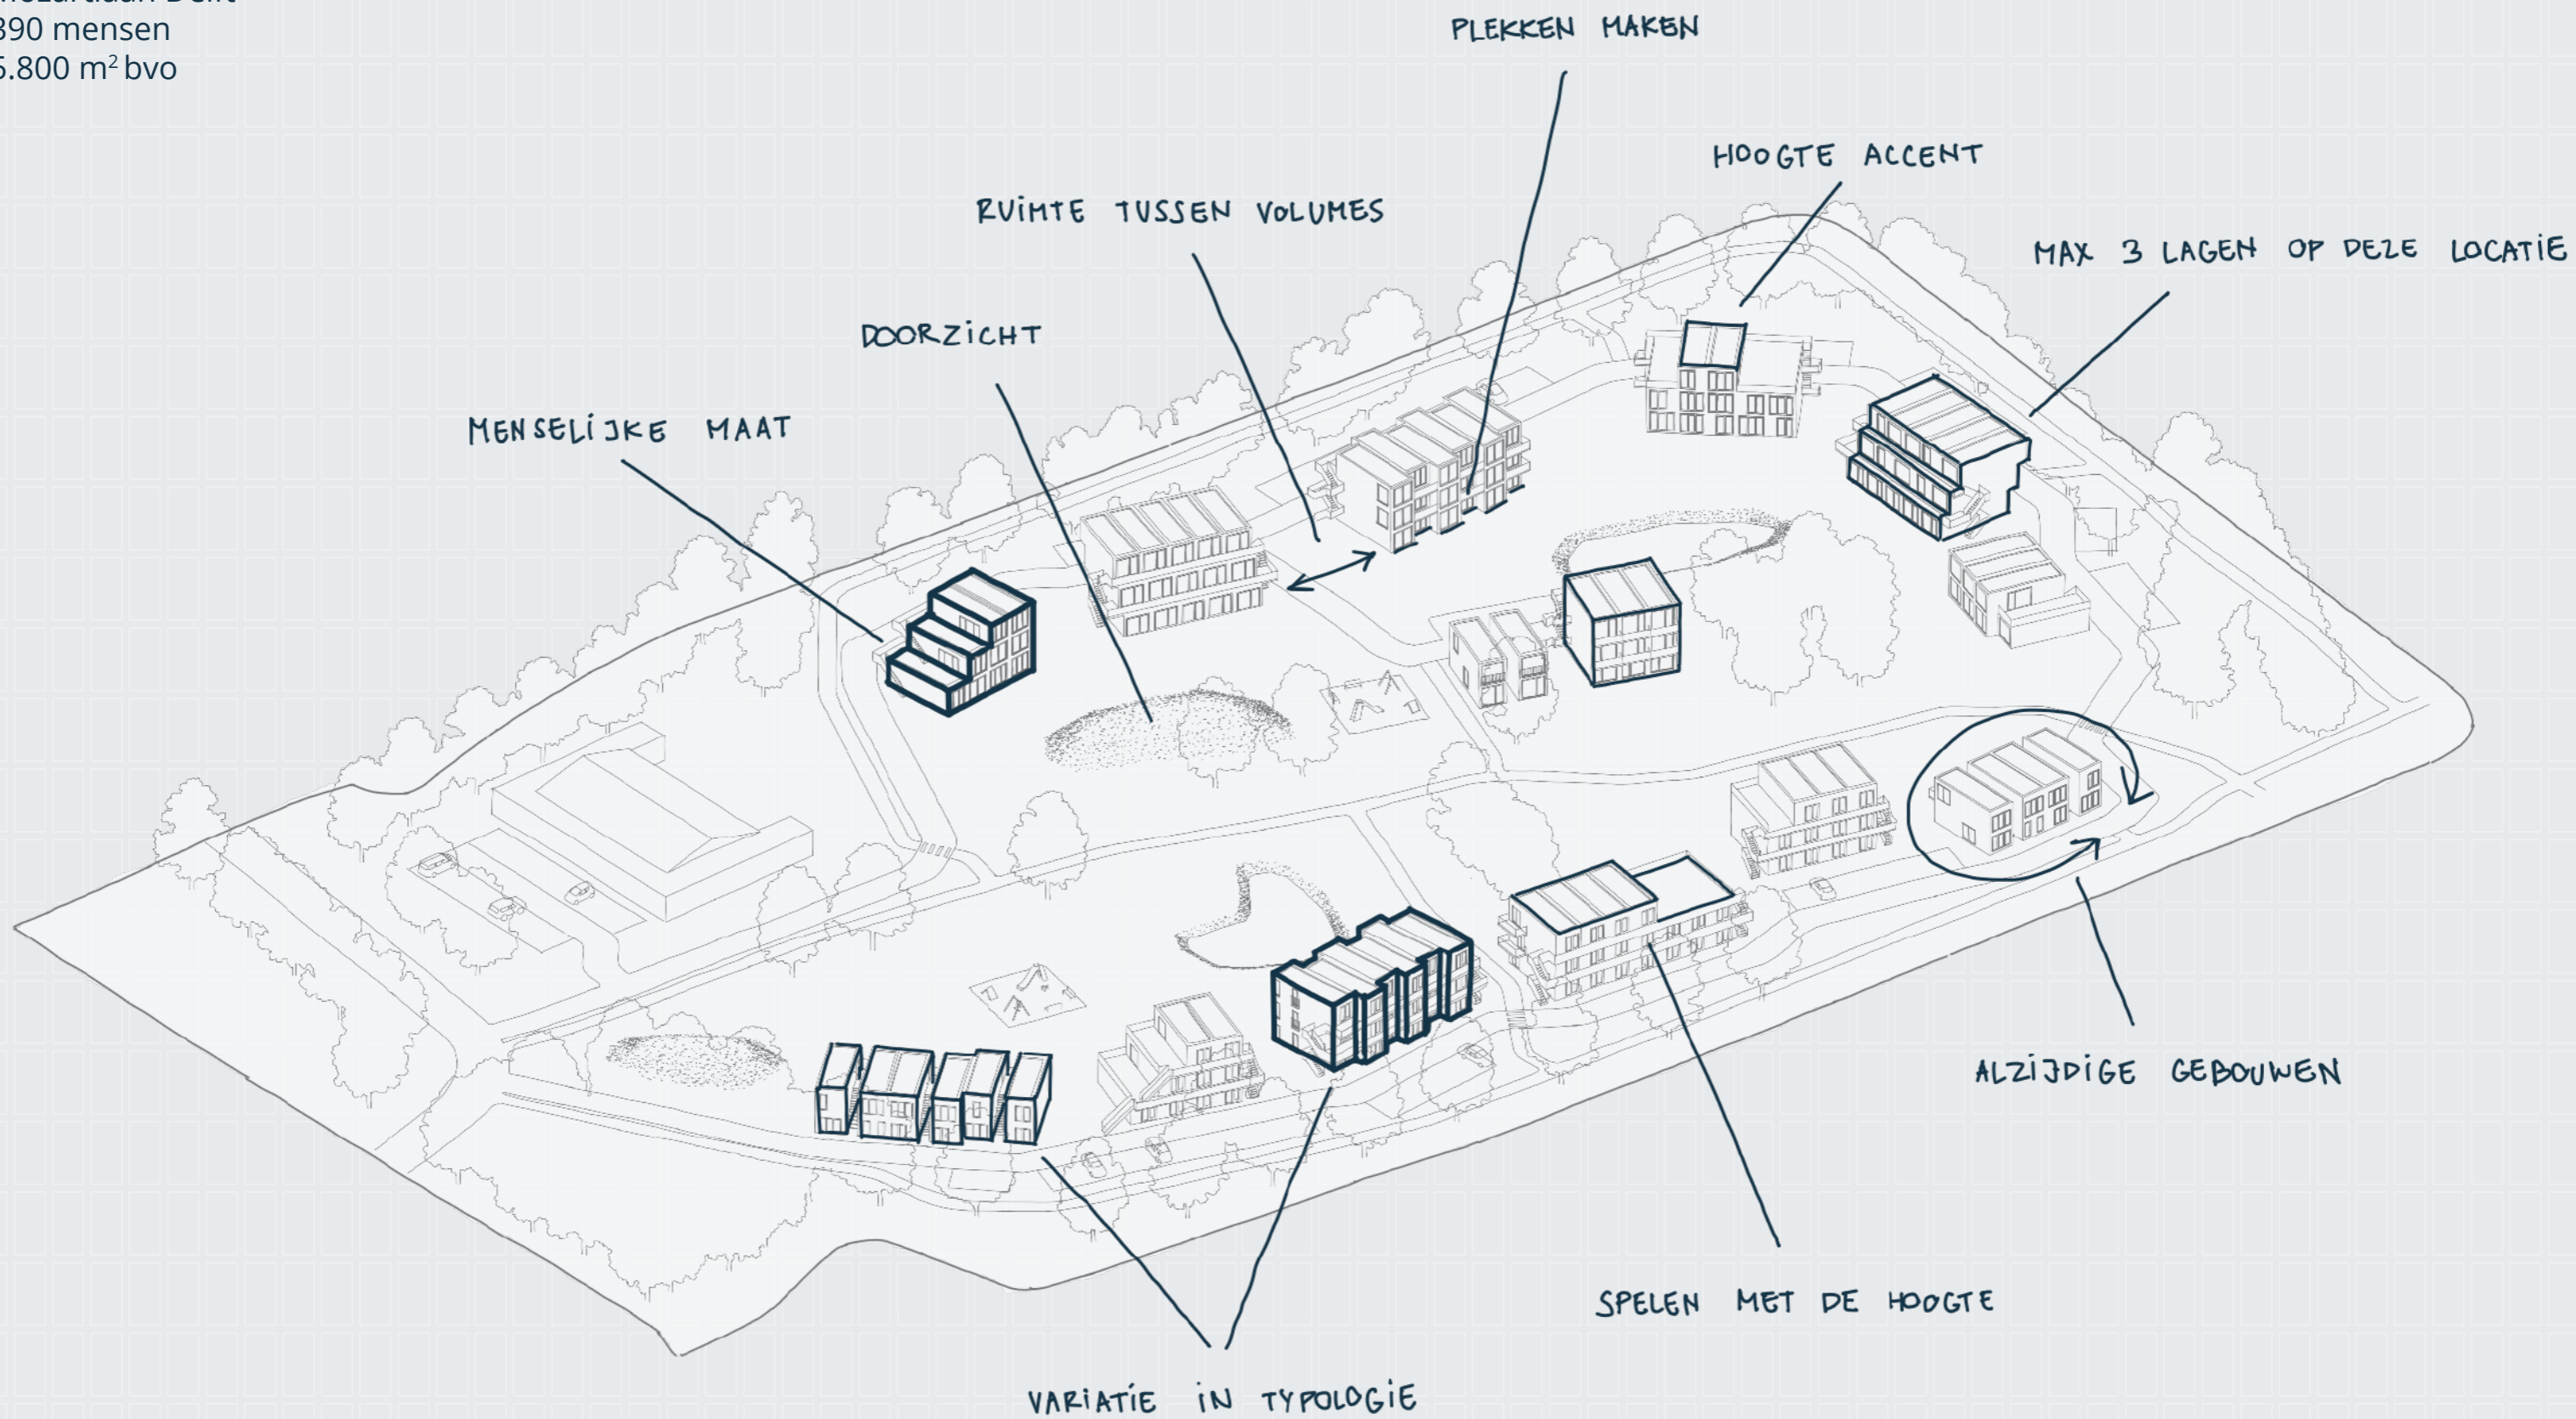 390 mensen
5.800 m² bvo
PLEKKEN MAKEN
HOOGTE ACCENT
RUIMTE TUSSEN VOLUMES
MAX 3 LAGEN OP DEZE LOCATIE
DOORZICHT
MENSELIJKE MAAT
ALZIJDIGE GEBOUWEN
SPELEN MET DE HOOGTE
VARIATIE IN TYPOLOGIE